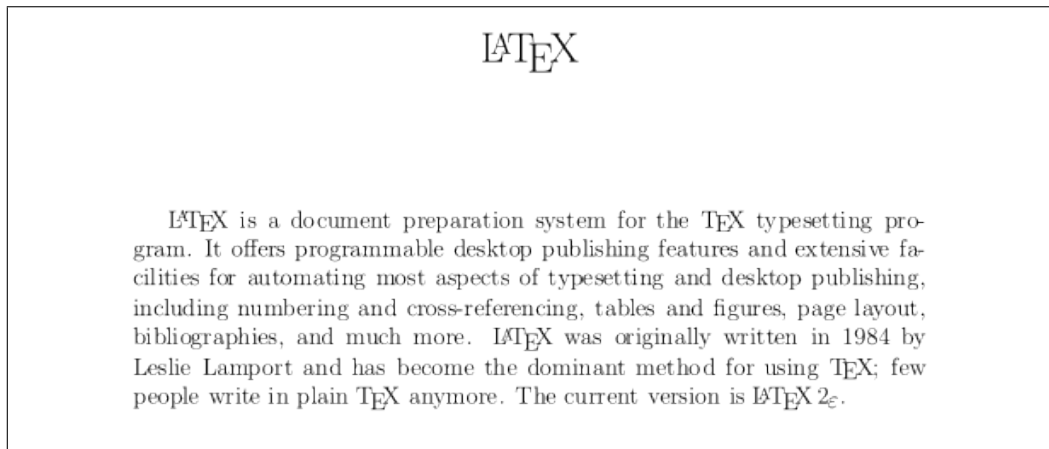 LATEX
LATEX is a document preparation system for the TEX typesetting pro-
gram. It offers programmable desktop publishing features and extensive fa-
cilities for automating most aspects of typesetting and desktop publishing,
including numbering and cross-referencing, tables and figures, page layout,
bibliographies, and much more. LATEX was originally written in 1984 by
Leslie Lamport and has become the dominant method for using TEX; few
people write in plain TEX anymore. The current version is LATEX 2ε.